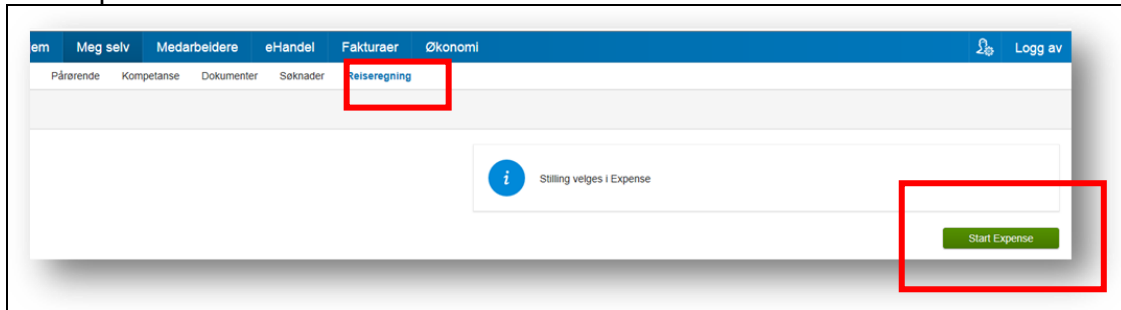 em Meg selv Medarbeidere eHandel Fakturaer Økonomi Logg av
Pårørende Kompetanse Dokumenter Søknader Reiseregning
i Stilling velges i Expense
Start Expense